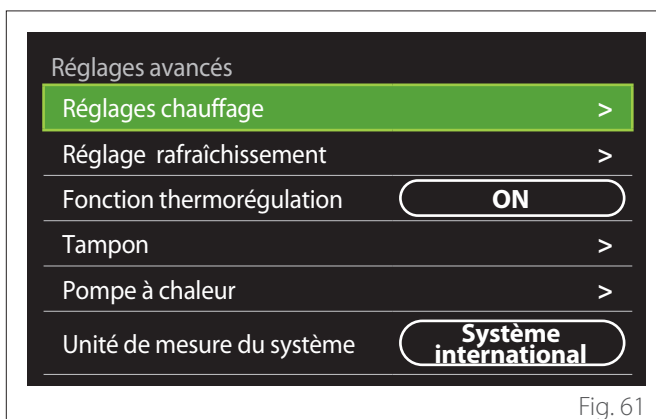 Réglages avancés
Réglages chauffage >
Réglage rafraîchissement >
Fonction thermorégulation ON
Tampon >
Pompe à chaleur >
Unité de mesure du système Système
international
Fig. 61